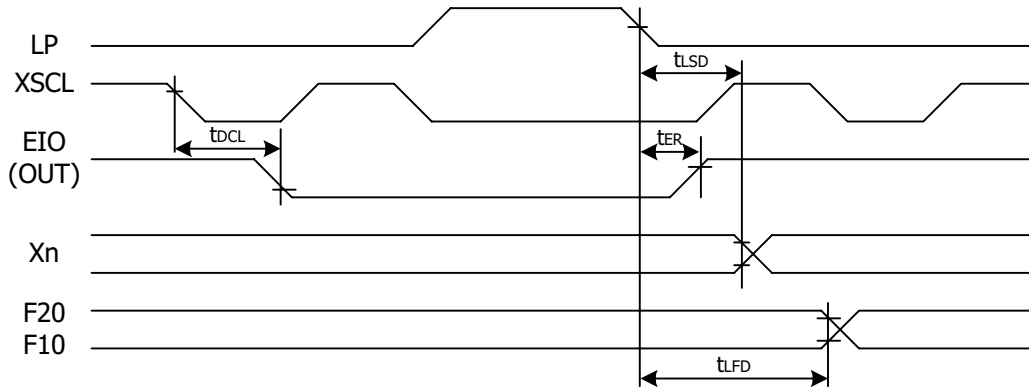 LP
tLSD
XSCL
tDCL
EIO
(OUT)
tER
Xn
F20
F10
tLFD